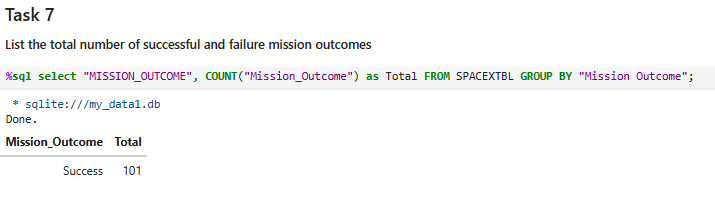 Task 7
List the total number of successful and failure mission outcomes
%sql select "MISSION_OUTCOME", COUNT("Mission_Outcome") as Total FROM SPACEXTBL GROUP BY "Mission Outcome";
* sqlite:///my_data1.db
Done.
Mission_Outcome Total
Success 101